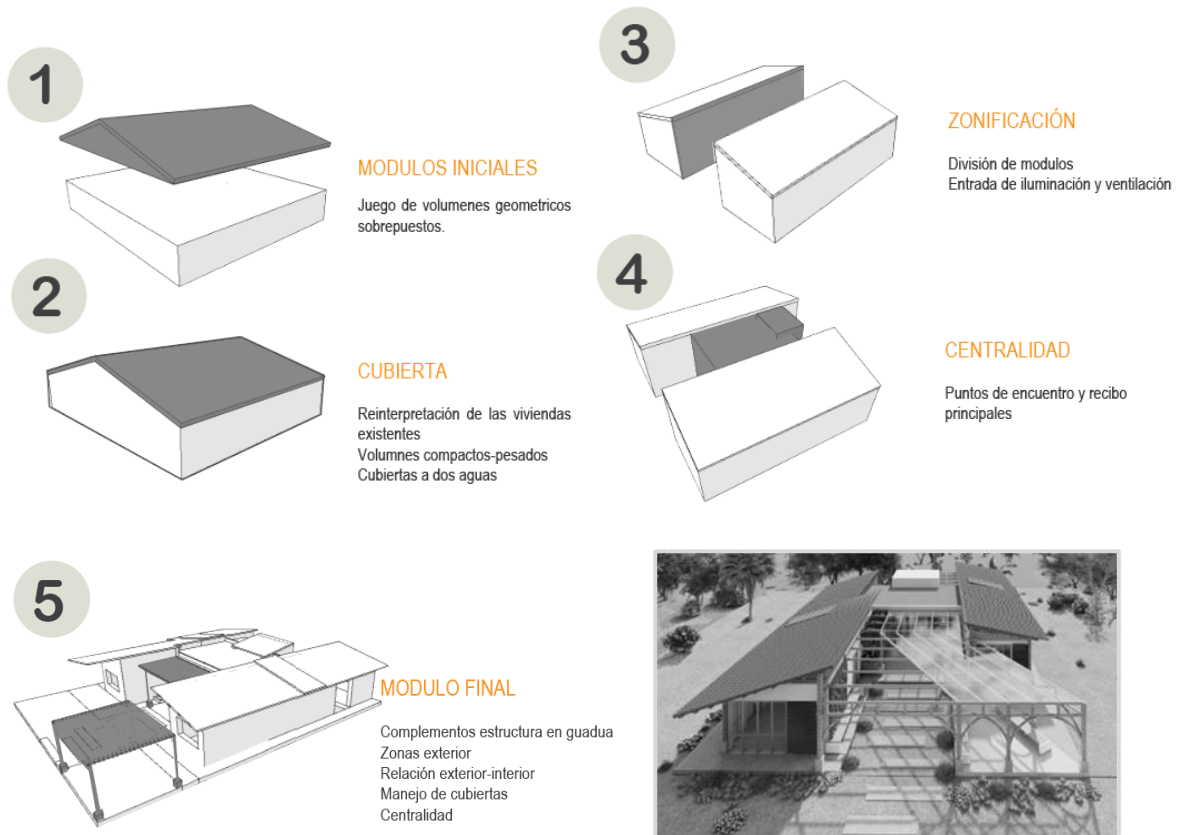 1
MODULOS INICIALES
Juego de volumenes geometricos
sobrepuestos.
2
CUBIERTA
Reinterpretación de las viviendas
existentes
Volumnes compactos-pesados
Cubiertas a dos aguas
3
ZONIFICACIÓN
División de modulos
Entrada de iluminación y ventilación
4
CENTRALIDAD
Puntos de encuentro y recibo
principales
5
MODULO FINAL
Complementos estructura en guadua
Zonas exterior
Relación exterior-interior
Manejo de cubiertas
Centralidad